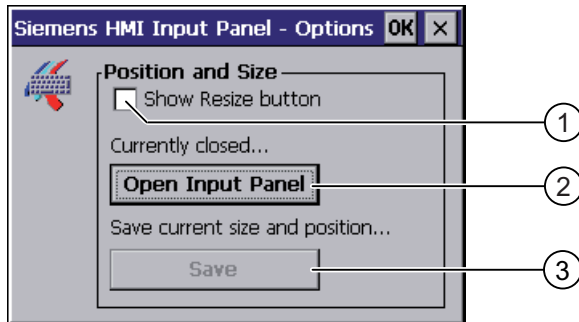 Siemens HMI Input Panel - Options OK ×
Position and Size
Show Resize button
1
Currently closed...
Open Input Panel
2
Save current size and position...
Save
3